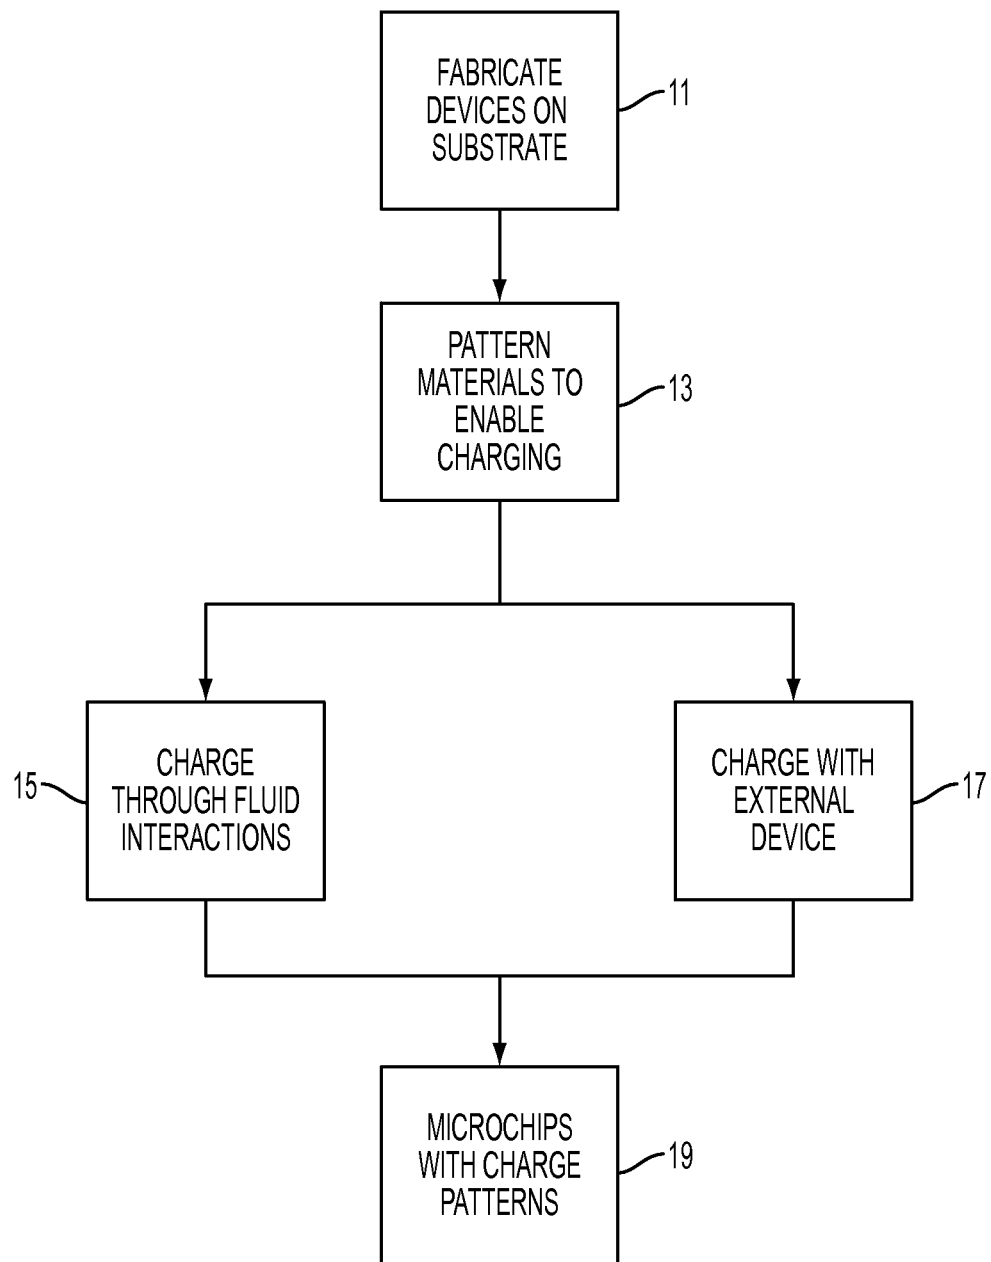 FABRICATE
DEVICES ON
SUBSTRATE
11
PATTERN
MATERIALS TO
ENABLE
CHARGING
13
CHARGE
THROUGH FLUID
INTERACTIONS
15
CHARGE WITH
EXTERNAL
DEVICE
17
MICROCHIPS
WITH CHARGE
PATTERNS
19